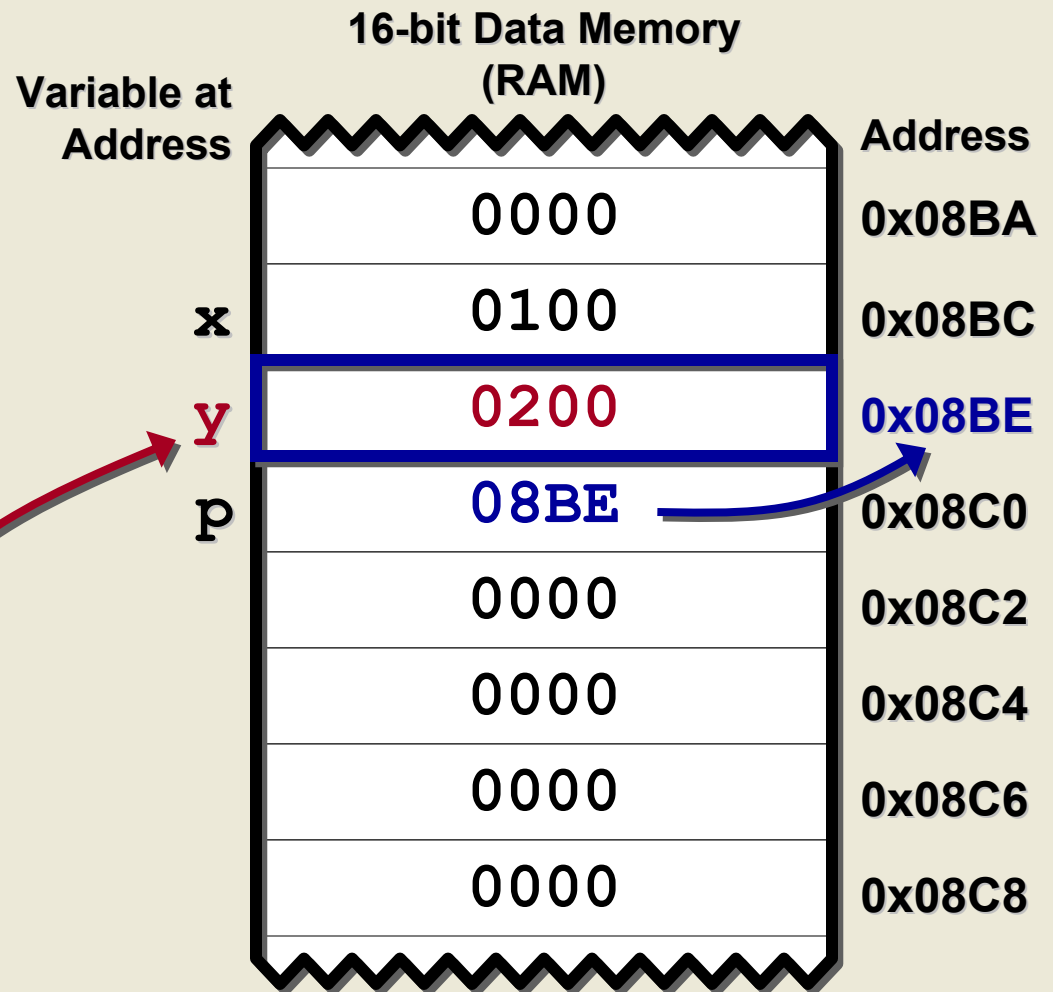 16-bit Data Memory
(RAM)
Variable at
Address
Address
0000 0x08BA
x 0100 0x08BC
y 0200 0x08BE
p 08BE 0x08C0
0000 0x08C2
0000 0x08C4
0000 0x08C6
0000 0x08C8